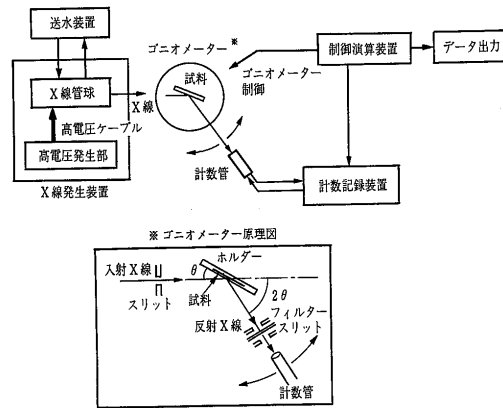 送水装置
X線管球
高電圧ケーブル
高電圧発生部
X線発生装置
X線
ゴニオメーター※
試料
ゴニオメーター
制御
計数管
制御演算装置
データ出力
計数記録装置
※ゴニオメーター原理図
入射X線
スリット
θ
ホルダー
試料
2θ
反射X線
フィルター
スリット
計数管